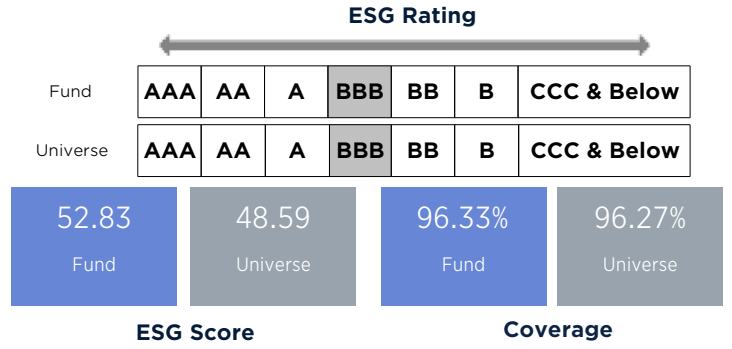 ESG Rating
Fund AAA AA A BBB BB B CCC & Below
Universe AAA AA A BBB BB B CCC & Below
52.83 48.59 96.33% 96.27%
Fund Universe Fund Universe
ESG Score Coverage